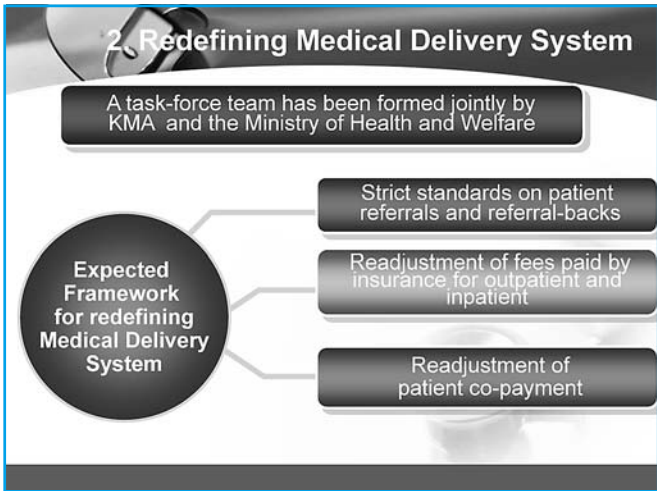 2. Redefining Medical Delivery System
A task-force team has been formed jointly by
KMA and the Ministry of Health and Welfare
Strict standards on patient
referrals and referral-backs
Expected
Framework
for redefining
Medical Delivery
System
Readjustment of fees paid by
insurance for outpatient and
inpatient
Readjustment of
patient co-payment